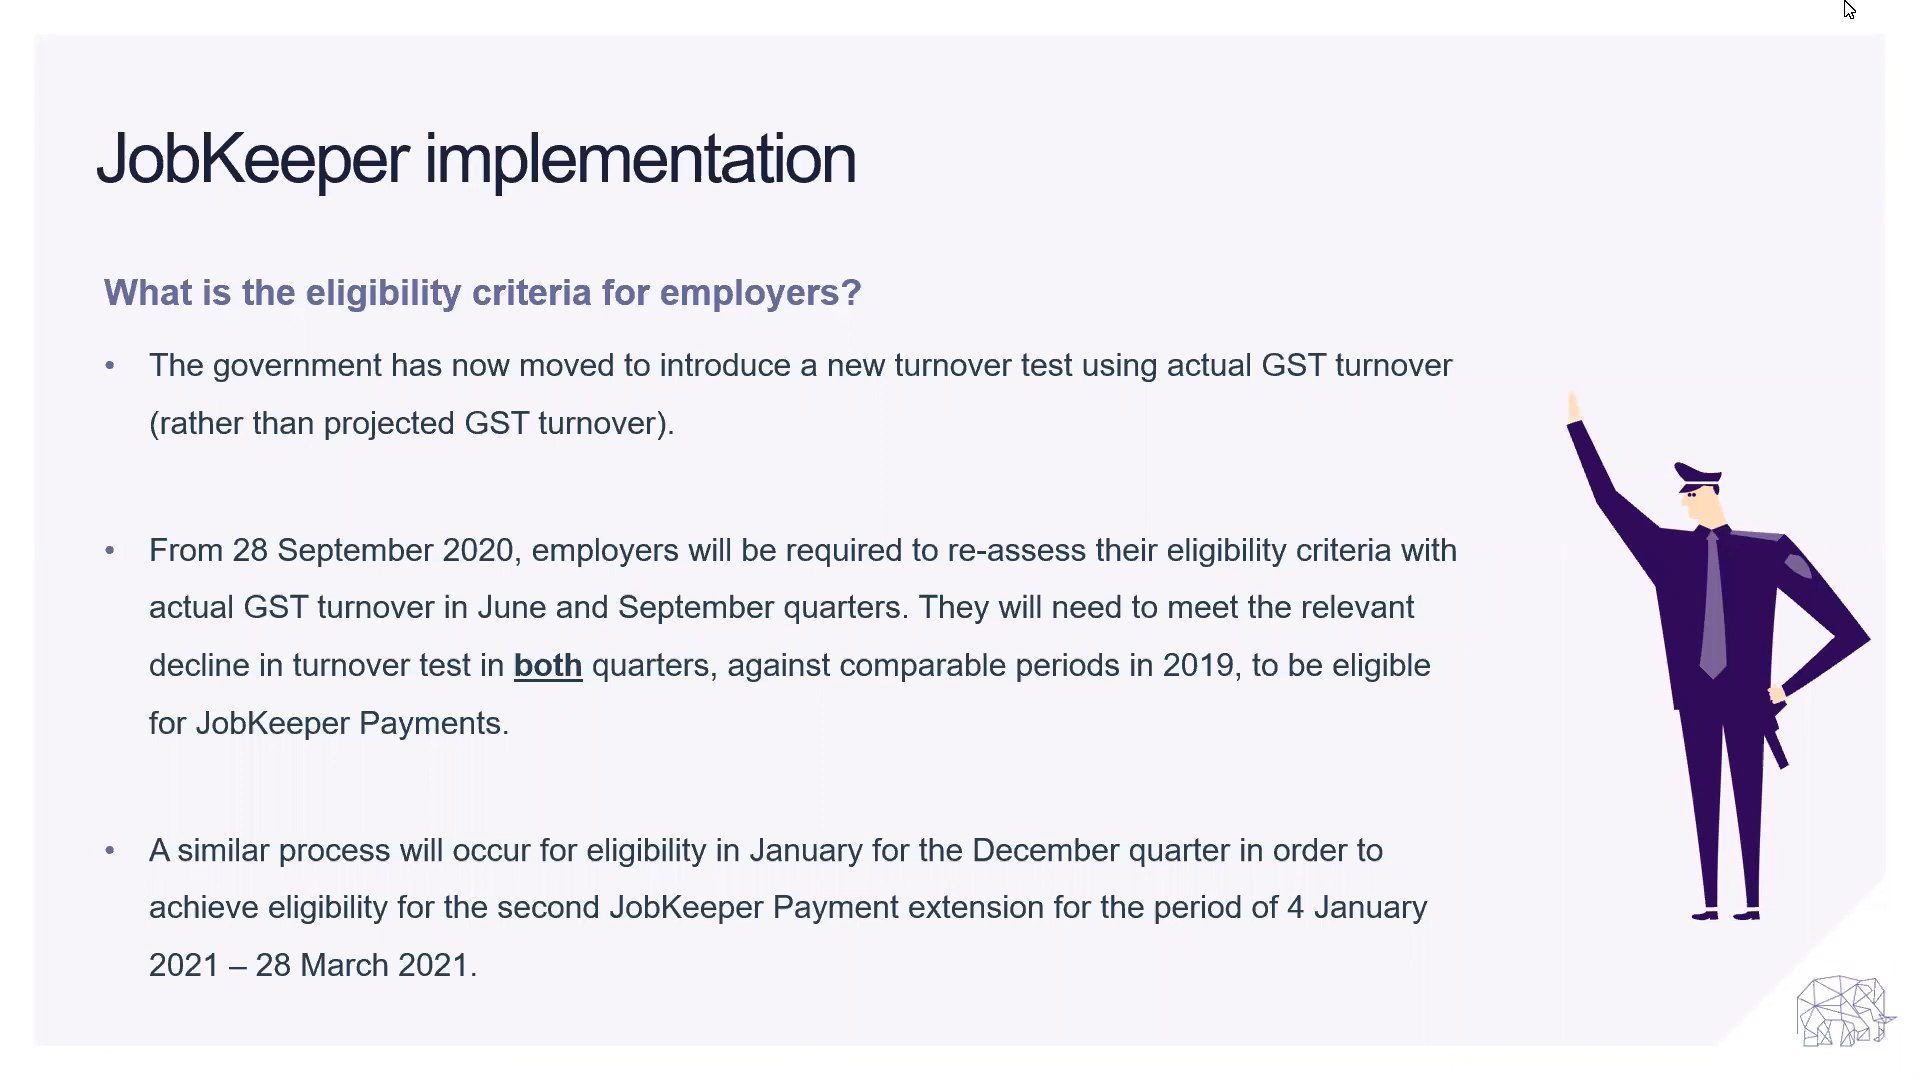 JobKeeper implementation
What is the eligibility criteria for employers?
• The government has now moved to introduce a new turnover test using actual GST turnover
(rather than projected GST turnover).
• From 28 September 2020, employers will be required to re-assess their eligibility criteria with
actual GST turnover in June and September quarters. They will need to meet the relevant
decline in turnover test in both quarters, against comparable periods in 2019, to be eligible
for JobKeeper Payments.
• A similar process will occur for eligibility in January for the December quarter in order to
achieve eligibility for the second JobKeeper Payment extension for the period of 4 January
2021 – 28 March 2021.